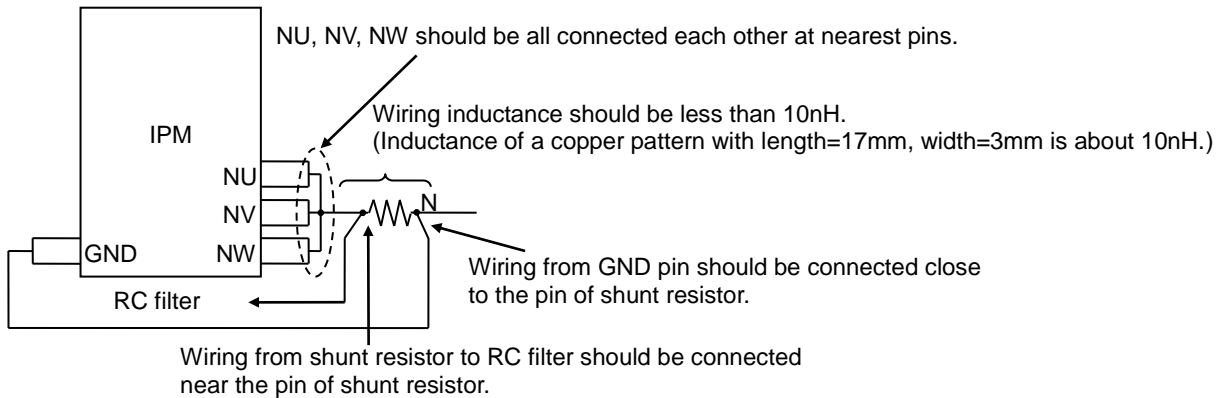 NU, NV, NW should be all connected each other at nearest pins.
Wiring inductance should be less than 10nH.
(Inductance of a copper pattern with length=17mm, width=3mm is about 10nH.)
IPM
NU
N
NV
GND
NW
Wiring from GND pin should be connected close
to the pin of shunt resistor.
RC filter
Wiring from shunt resistor to RC filter should be connected
near the pin of shunt resistor.